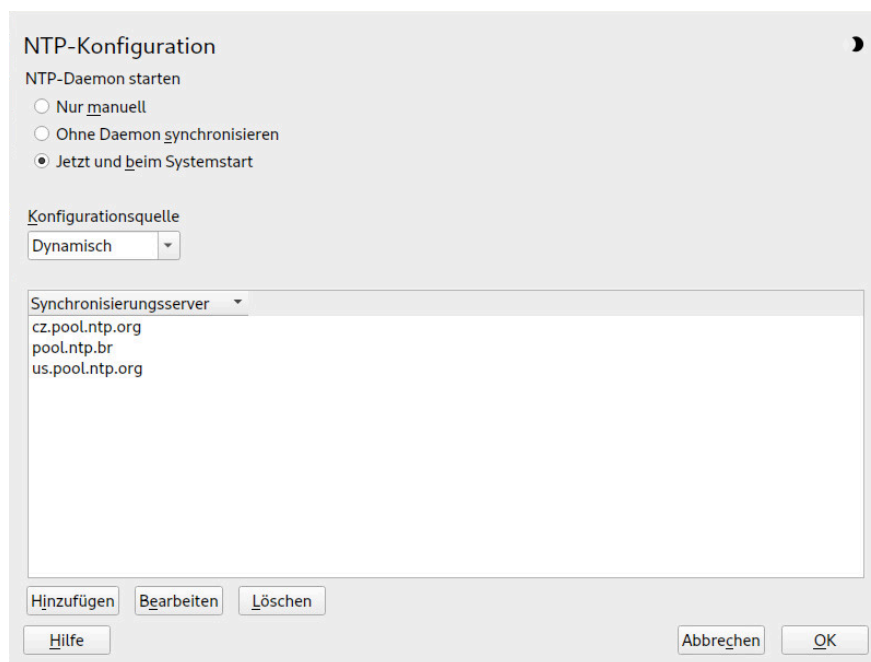 NTP-Konfiguration
NTP-Daemon starten
Nur manuell
Ohne Daemon synchronisieren
Jetzt und beim Systemstart
Konfigurationsquelle
Dynamisch
Synchronisierungsserver
cz.pool.ntp.org
pool.ntp.br
us.pool.ntp.org
Hinzufügen Bearbeiten Löschen
Hilfe Abbrechen OK